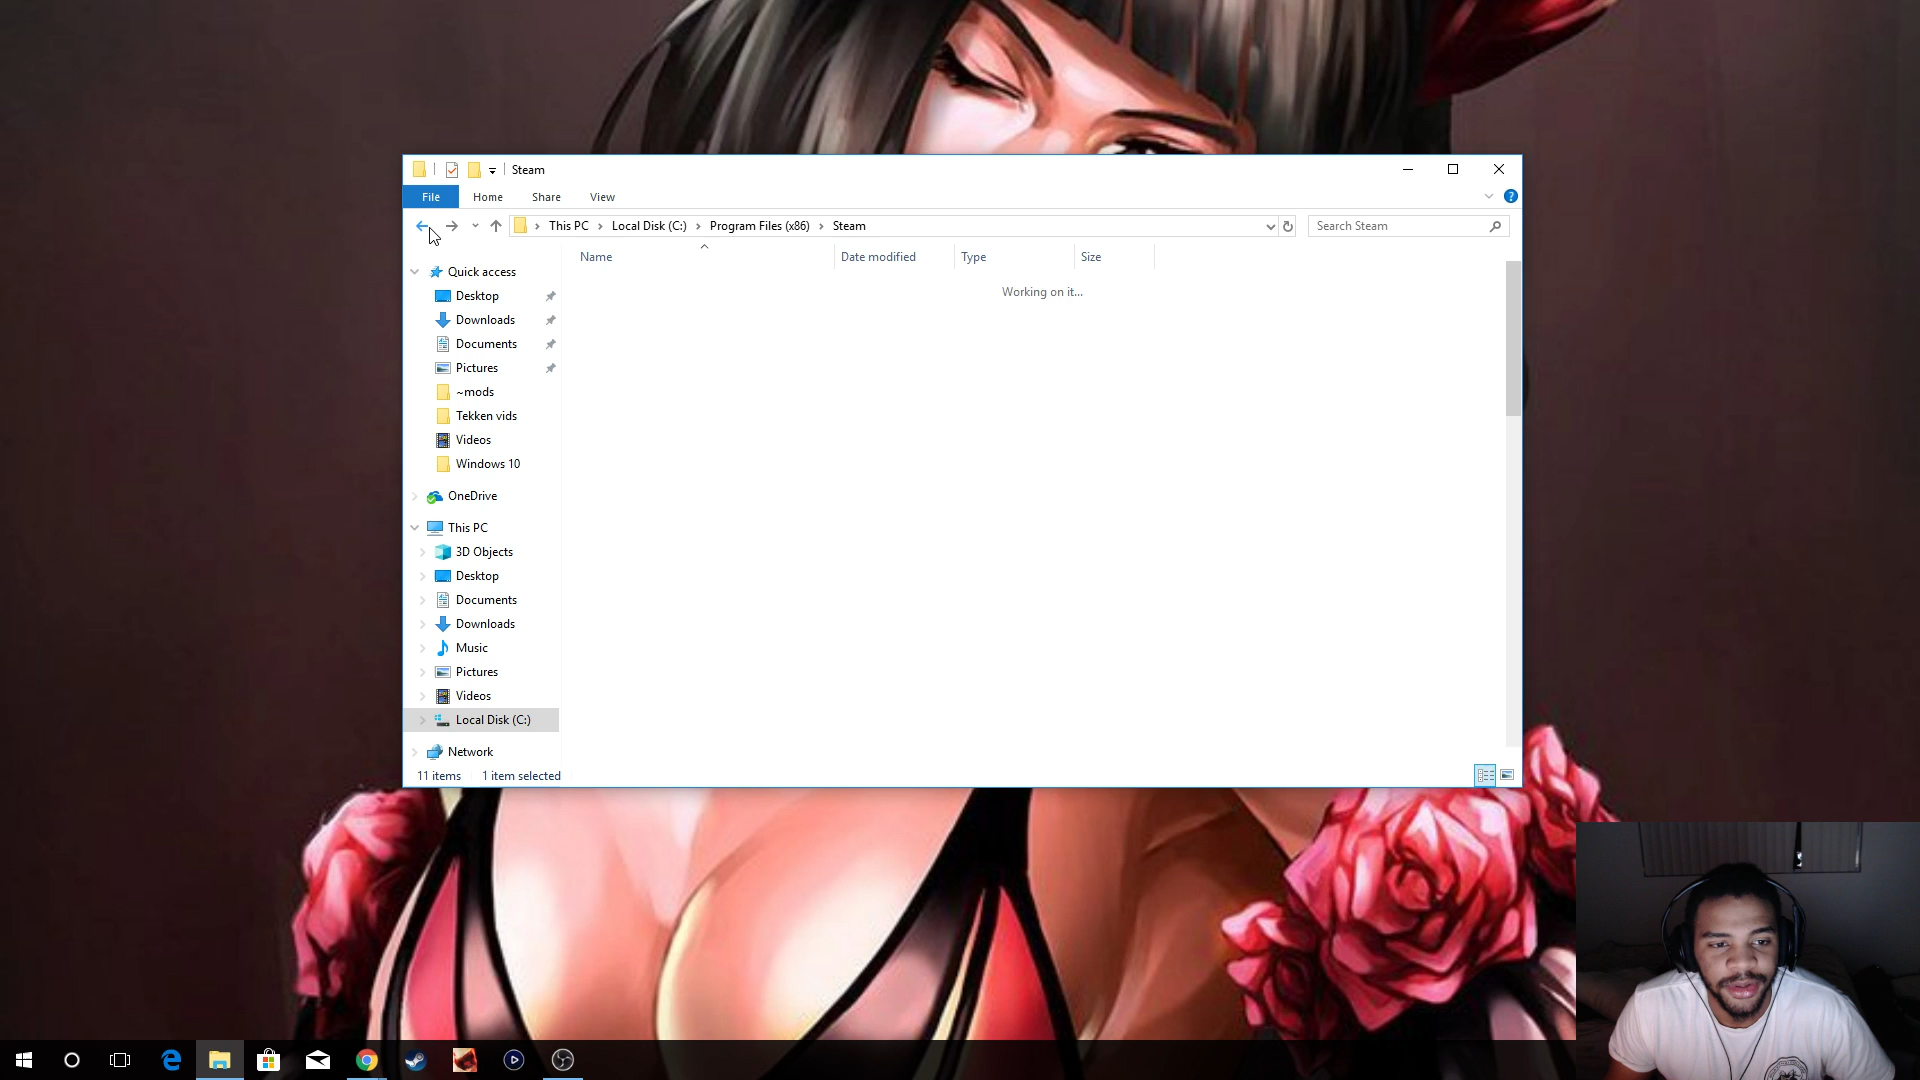 Steam
File Home Share View
This PC Local Disk (C:) Program Files (x86) Steam Search Steam
Name Date modified Type Size
Working on it...
Quick access
Desktop
Downloads
Documents
Pictures
~mods
Tekken vids
Videos
Windows 10
OneDrive
This PC
3D Objects
Desktop
Documents
Downloads
Music
Pictures
Videos
Local Disk (C:)
Network
11 items 1 item selected